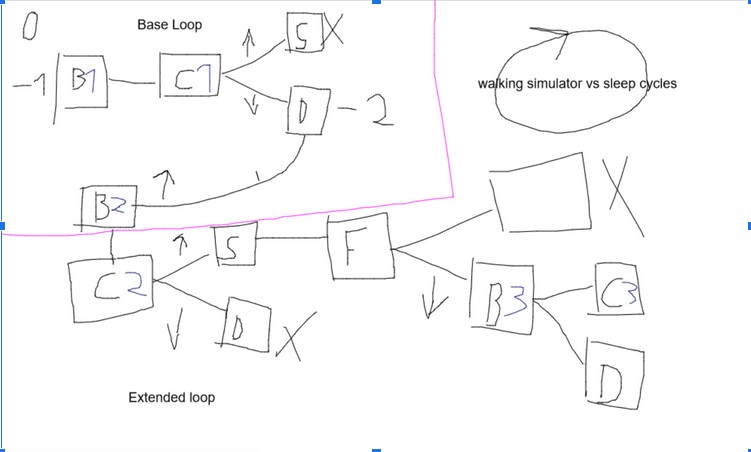 0
Base Loop
S X
-1 B1 C1
D -2
walking simulator vs sleep cycles
B2
X
S F
C2
B3 C3
D X
D
Extended loop